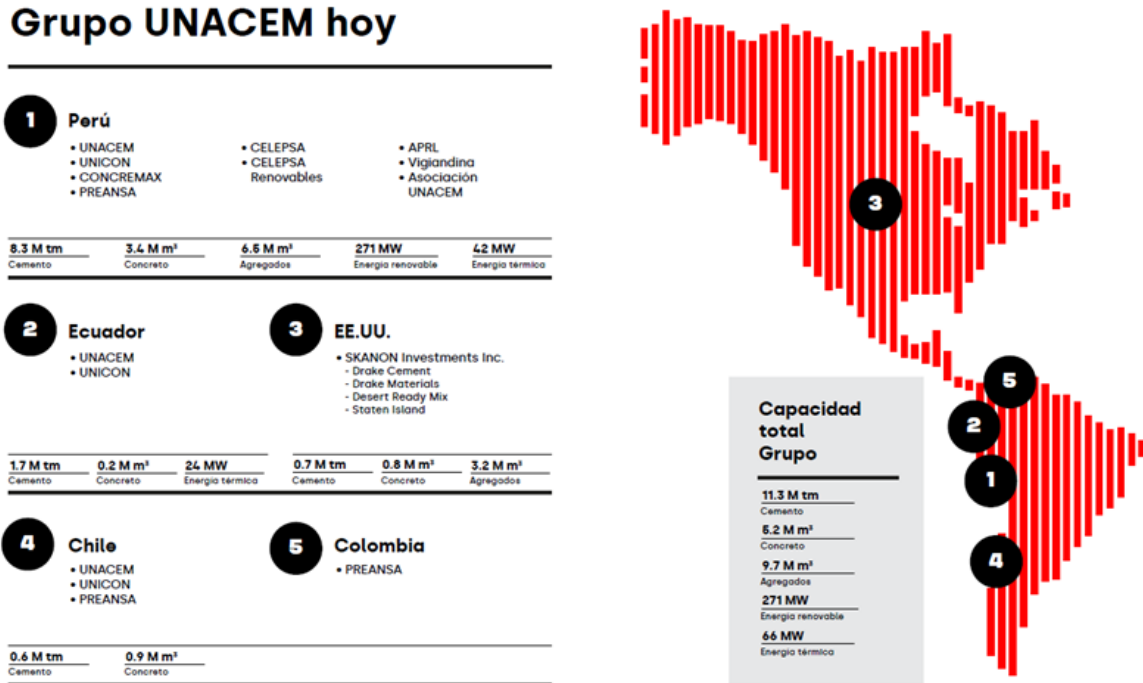 Grupo UNACEM hoy
1
Perú
• UNACEM
• UNICON
• CONCREMAX
• PREANSA
• CELEPSA
• CELEPSA
Renovables
• APRL
• Vigiandina
• Asociación
UNACEM
8.3 M tm
Cemento
3.4 M m³
Concreto
6.5 M m³
Agregados
271 MW
Energía renovable
42 MW
Energía térmica
2
Ecuador
• UNACEM
• UNICON
1.7 M tm
Cemento
0.2 M m³
Concreto
24 MW
Energía térmica
3
EE.UU.
• SKANON Investments Inc.
- Drake Cement
- Drake Materials
- Desert Ready Mix
- Staten Island
0.7 M tm
Cemento
0.8 M m³
Concreto
3.2 M m³
Agregados
4
Chile
• UNACEM
• UNICON
• PREANSA
0.6 M tm
Cemento
0.9 M m³
Concreto
5
Colombia
• PREANSA
3
5
2
1
4
Capacidad
total
Grupo
11.3 M tm
Cemento
5.2 M m³
Concreto
9.7 M m³
Agregados
271 MW
Energía renovable
66 MW
Energía térmica